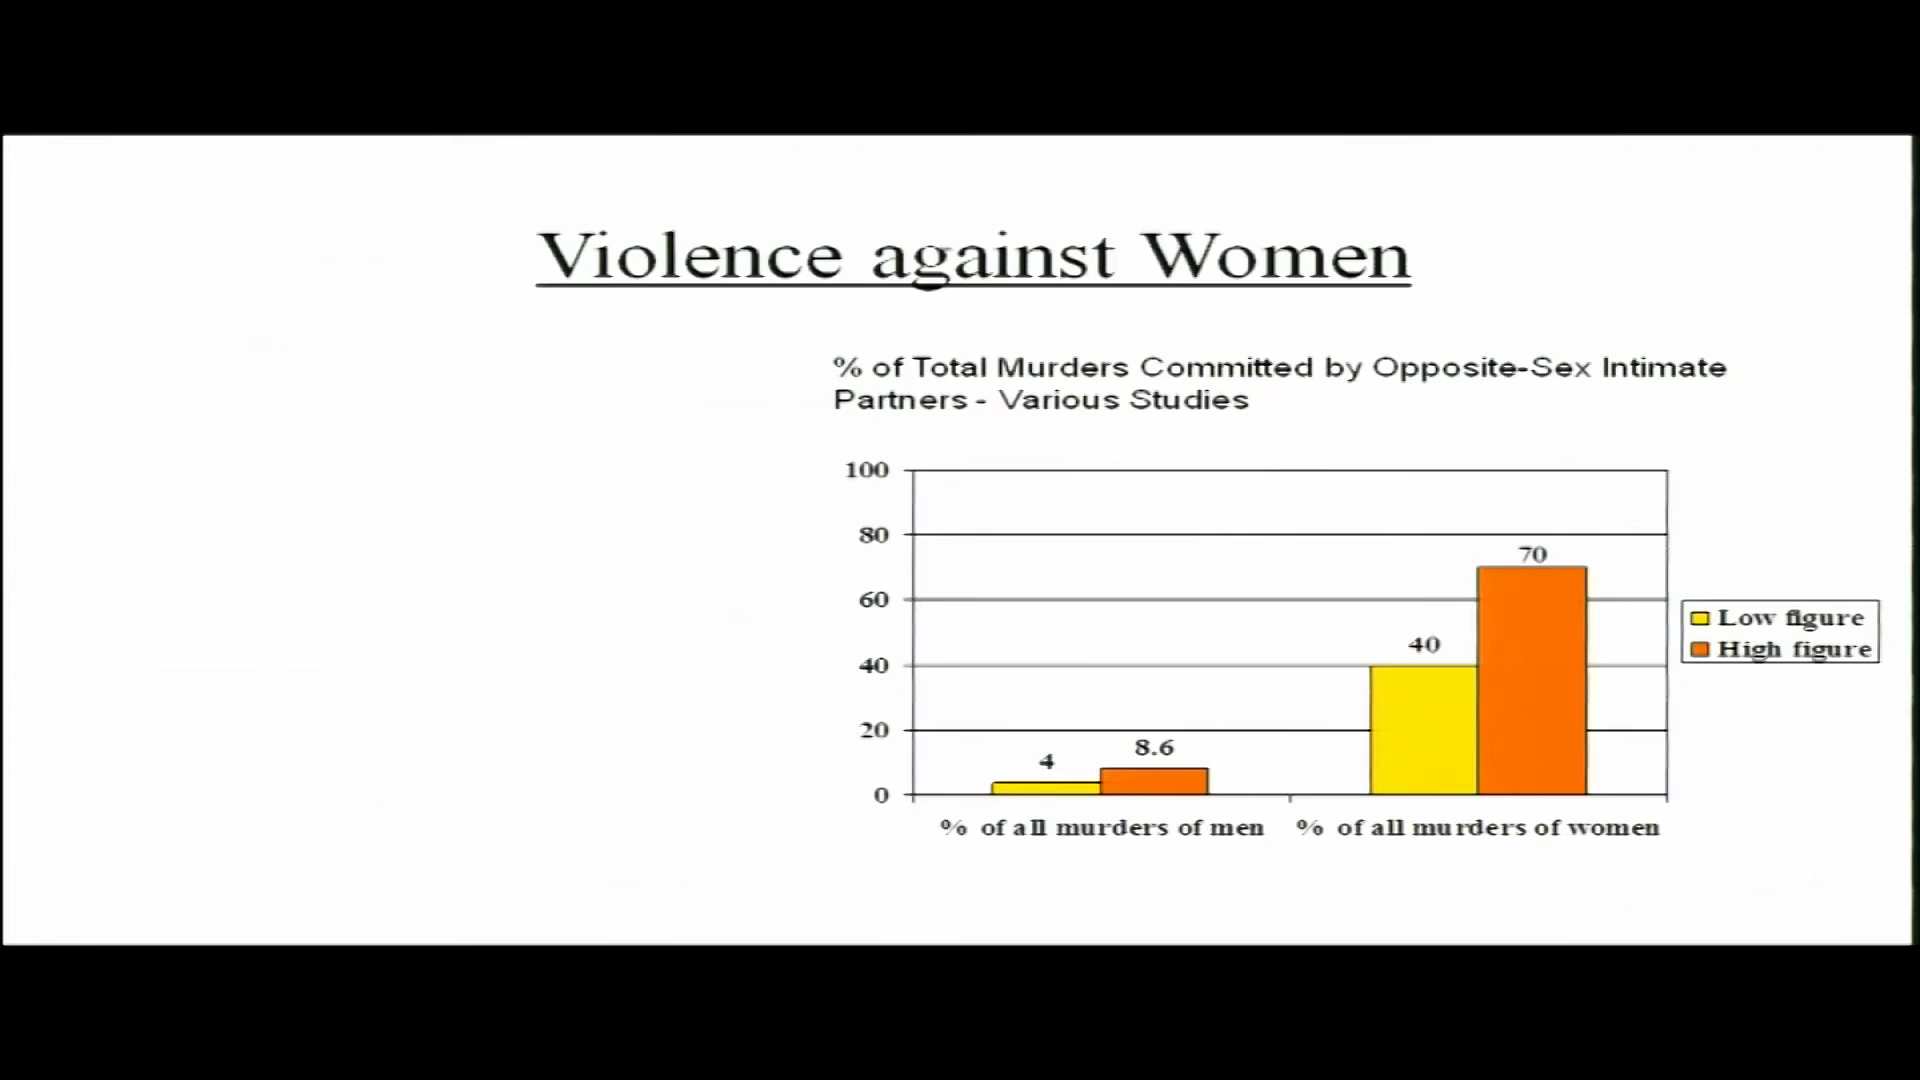 Violence against Women
% of Total Murders Committed by Opposite-Sex Intimate
Partners - Various Studies
100
80
60
40
20
0
4
8.6
40
70
% of all murders of men
% of all murders of women
Low figure
High figure